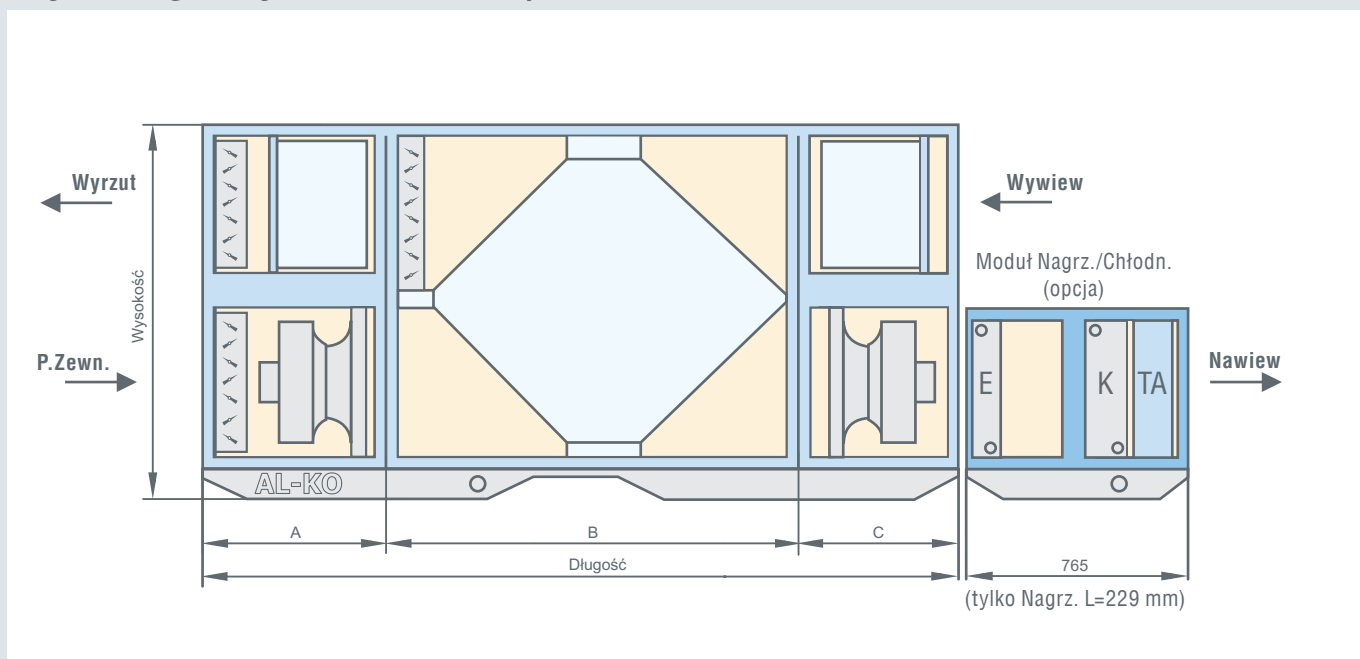 Wyrzut
Wywiew
Moduł Nagrz./Chłodn.
(opcja)
Wysokość
P.Zewn.
Nawiew
E
K
TA
AL-KO
A
B
C
Długość
765
(tylko Nagrz. L=229 mm)